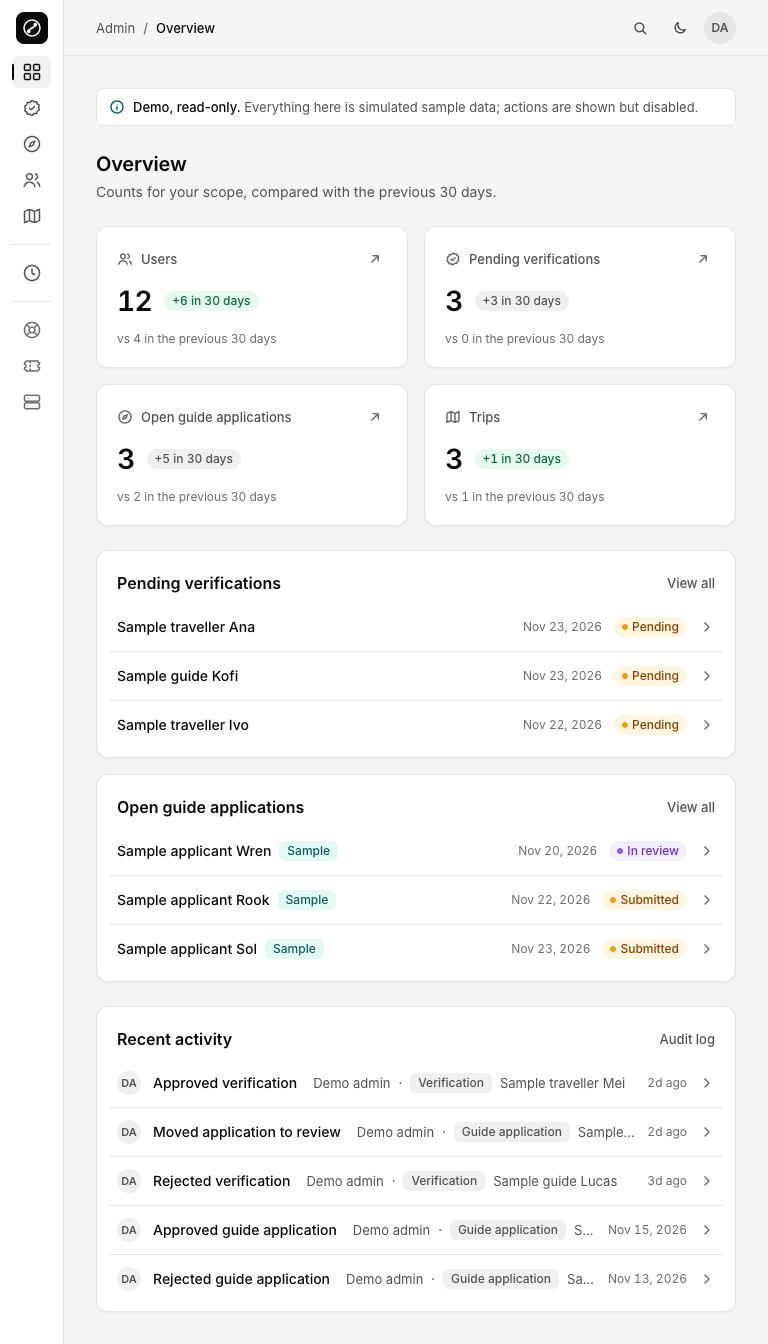 Admin / Overview
DA
Demo, read-only. Everything here is simulated sample data; actions are shown but disabled.
Overview
Counts for your scope, compared with the previous 30 days.
Users
12 +6 in 30 days
vs 4 in the previous 30 days
Pending verifications
3 +3 in 30 days
vs 0 in the previous 30 days
Open guide applications
3 +5 in 30 days
vs 2 in the previous 30 days
Trips
3 +1 in 30 days
vs 1 in the previous 30 days
Pending verifications View all
Sample traveller Ana Nov 23, 2026 Pending
Sample guide Kofi Nov 23, 2026 Pending
Sample traveller Ivo Nov 22, 2026 Pending
Open guide applications View all
Sample applicant Wren Sample Nov 20, 2026 In review
Sample applicant Rook Sample Nov 22, 2026 Submitted
Sample applicant Sol Sample Nov 23, 2026 Submitted
Recent activity Audit log
DA Approved verification Demo admin · Verification Sample traveller Mei 2d ago
DA Moved application to review Demo admin · Guide application Sample... 2d ago
DA Rejected verification Demo admin · Verification Sample guide Lucas 3d ago
DA Approved guide application Demo admin · Guide application S... Nov 15, 2026
DA Rejected guide application Demo admin · Guide application Sa... Nov 13, 2026